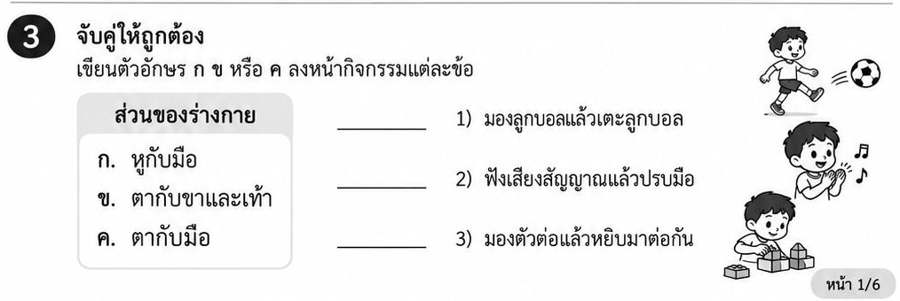 3 จับคู่ให้ถูกต้อง
เขียนตัวอักษร ก ข หรือ ค ลงหน้ากิจกรรมแต่ละข้อ
ส่วนของร่างกาย
ก. หูกับมือ
ข. ตากับขาและเท้า
ค. ตากับมือ
1) มองลูกบอลแล้วเตะลูกบอล
2) ฟังเสียงสัญญาณแล้วปรบมือ
3) มองตัวต่อแล้วหยิบมาต่อกัน
หน้า 1/6